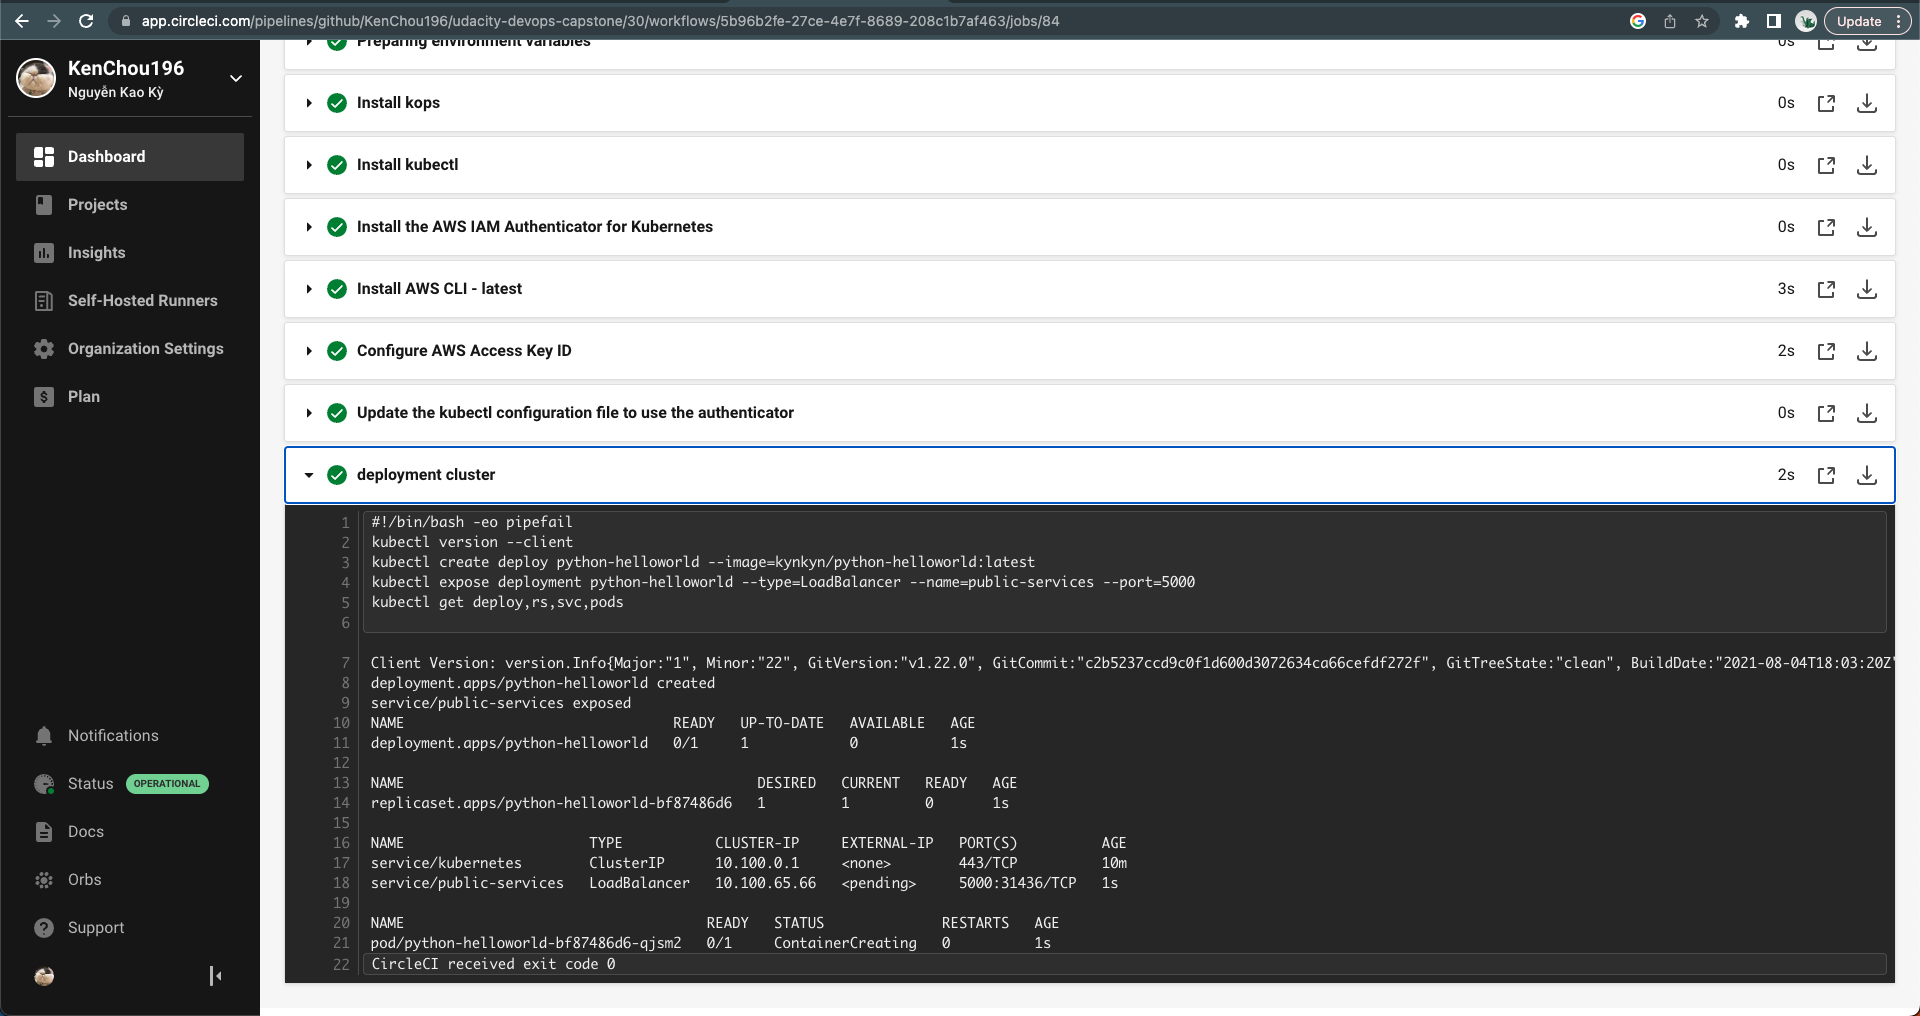 app.circleci.com/pipelines/github/KenChou196/udacity-devops-capstone/30/workflows/5b96b2fe-27ce-4e7f-8689-208c1b7af463/jobs/84
Update
KenChou196
Nguyễn Kao Kỳ
Dashboard
Projects
Insights
Self-Hosted Runners
Organization Settings
Plan
Notifications
Status OPERATIONAL
Docs
Orbs
Support
Preparing environment variables 0s
Install kops 0s
Install kubectl 0s
Install the AWS IAM Authenticator for Kubernetes 0s
Install AWS CLI - latest 3s
Configure AWS Access Key ID 2s
Update the kubectl configuration file to use the authenticator 0s
deployment cluster 2s
1 #!/bin/bash -eo pipefail
2 kubectl version --client
3 kubectl create deploy python-helloworld --image=kynkyn/python-helloworld:latest
4 kubectl expose deployment python-helloworld --type=LoadBalancer --name=public-services --port=5000
5 kubectl get deploy,rs,svc,pods
6
7 Client Version: version.Info{Major:"1", Minor:"22", GitVersion:"v1.22.0", GitCommit:"c2b5237ccd9c0f1d600d3072634ca66cefdf272f", GitTreeState:"clean", BuildDate:"2021-08-04T18:03:20Z"
8 deployment.apps/python-helloworld created
9 service/public-services exposed
10 NAME READY UP-TO-DATE AVAILABLE AGE
11 deployment.apps/python-helloworld 0/1 1 0 1s
12
13 NAME DESIRED CURRENT READY AGE
14 replicaset.apps/python-helloworld-bf87486d6 1 1 0 1s
15
16 NAME TYPE CLUSTER-IP EXTERNAL-IP PORT(S) AGE
17 service/kubernetes ClusterIP 10.100.0.1 <none> 443/TCP 10m
18 service/public-services LoadBalancer 10.100.65.66 <pending> 5000:31436/TCP 1s
19
20 NAME READY STATUS RESTARTS AGE
21 pod/python-helloworld-bf87486d6-qjsm2 0/1 ContainerCreating 0 1s
22 CircleCI received exit code 0